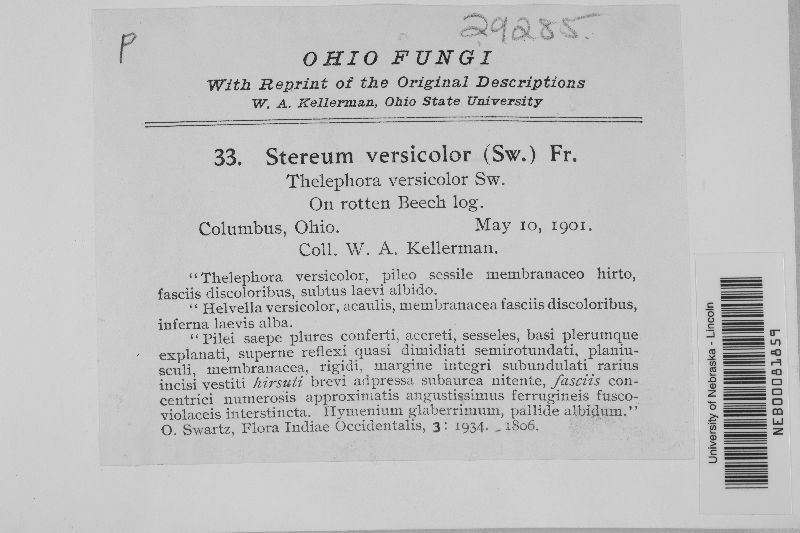 P
29285.
OHIO FUNGI
With Reprint of the Original Descriptions
W. A. Kellerman, Ohio State University
33. Stereum versicolor (Sw.) Fr.
Thelephora versicolor Sw.
On rotten Beech log.
Columbus, Ohio. May 10, 1901.
Coll. W. A. Kellerman.
"Thelephora versicolor, pileo sessile membranaceo hirto,
fasciis discoloribus, subtus laevi albido.
"Helvella versicolor, acaulis, membranacea fasciis discoloribus,
inferna laevis alba.
"Pilei saepe plures conferti, accreti, sesseles, basi plerumque
explanati, superne reflexi quasi dimidiati semirotundati, planiu-
sculi, membranacea, rigidi, margine integri subundulati rarius
incisi vestiti hirsuti brevi adpressa subaurea nitente, fasciis con-
centrici numerosis approximatis angustissimus ferrugineis fusco-
violaceis interstincta. Hymenium glaberrimum, pallide albidum."
O. Swartz, Flora Indiae Occidentalis, 3: 1934. 1806.
University of Nebraska - Lincoln
NEB00081859